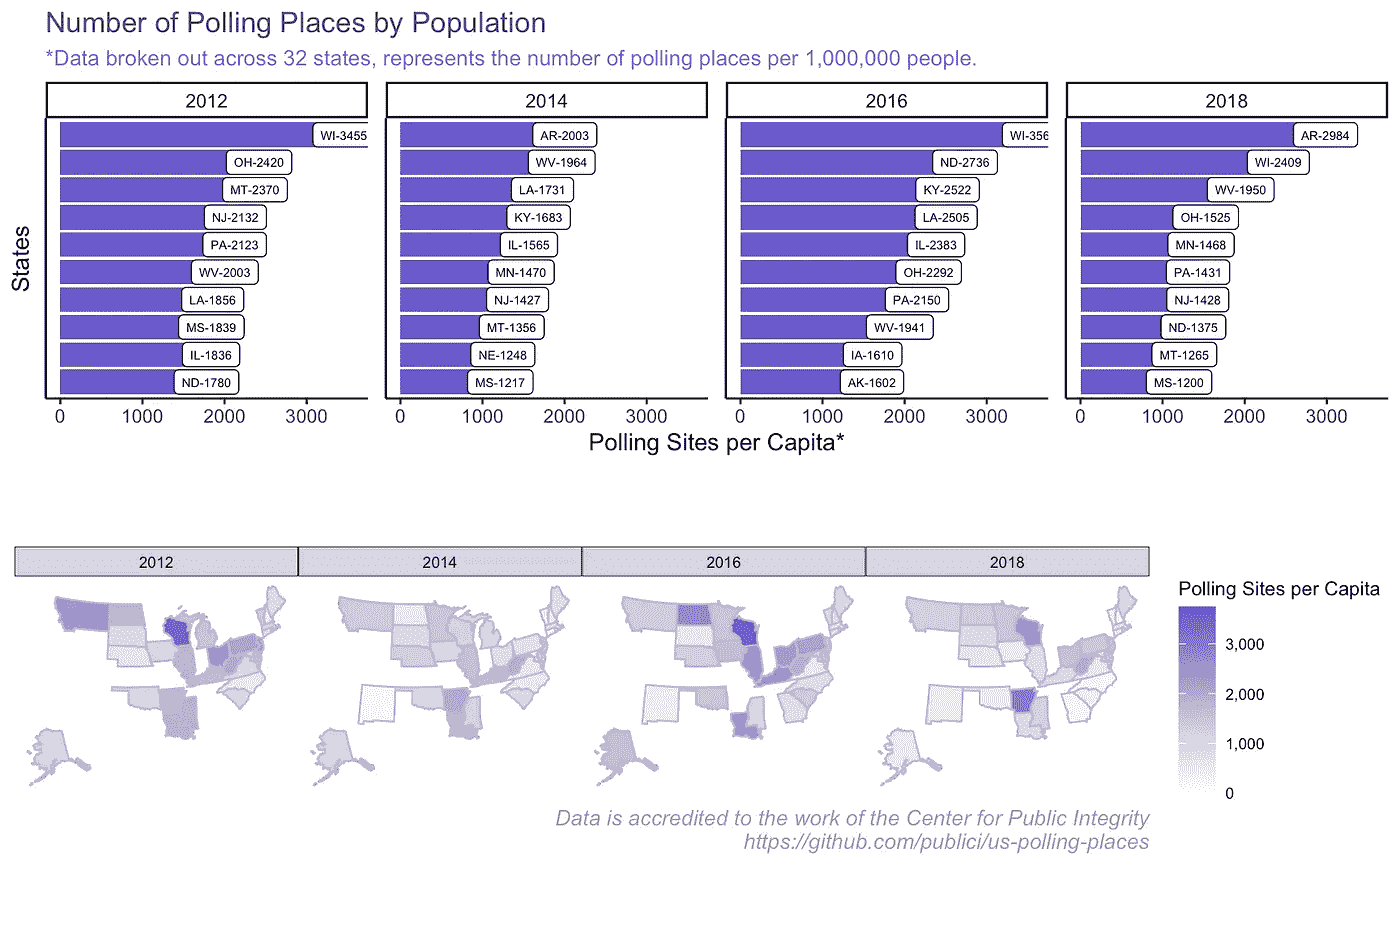 Number of Polling Places by Population
*Data broken out across 32 states, represents the number of polling places per 1,000,000 people.
2012
2014
2016
2018
States
WI-3455
OH-2420
MT-2370
NJ-2132
PA-2123
WV-2003
LA-1856
MS-1839
IL-1836
ND-1780
0 1000 2000 3000
AR-2003
WV-1964
LA-1731
KY-1683
IL-1565
MN-1470
NJ-1427
MT-1356
NE-1248
MS-1217
0 1000 2000 3000
WI-356
ND-2736
KY-2522
LA-2505
IL-2383
OH-2292
PA-2150
WV-1941
IA-1610
AK-1602
0 1000 2000 3000
AR-2984
WI-2409
WV-1950
OH-1525
MN-1468
PA-1431
NJ-1428
ND-1375
MT-1265
MS-1200
0 1000 2000 3000
Polling Sites per Capita*
2012
2014
2016
2018
Polling Sites per Capita
3,000
2,000
1,000
0
Data is accredited to the work of the Center for Public Integrity
https://github.com/publici/us-polling-places